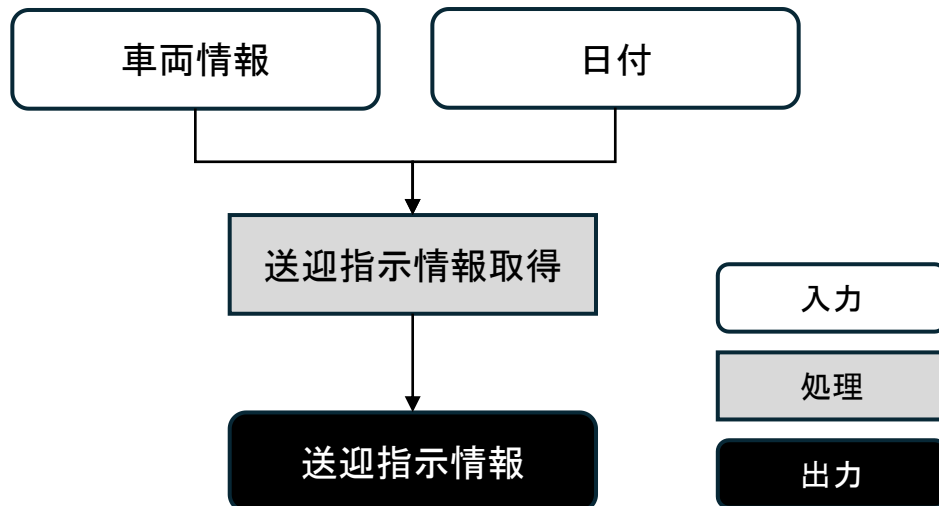 車両情報
日付
送迎指示情報取得
送迎指示情報
入力
処理
出力